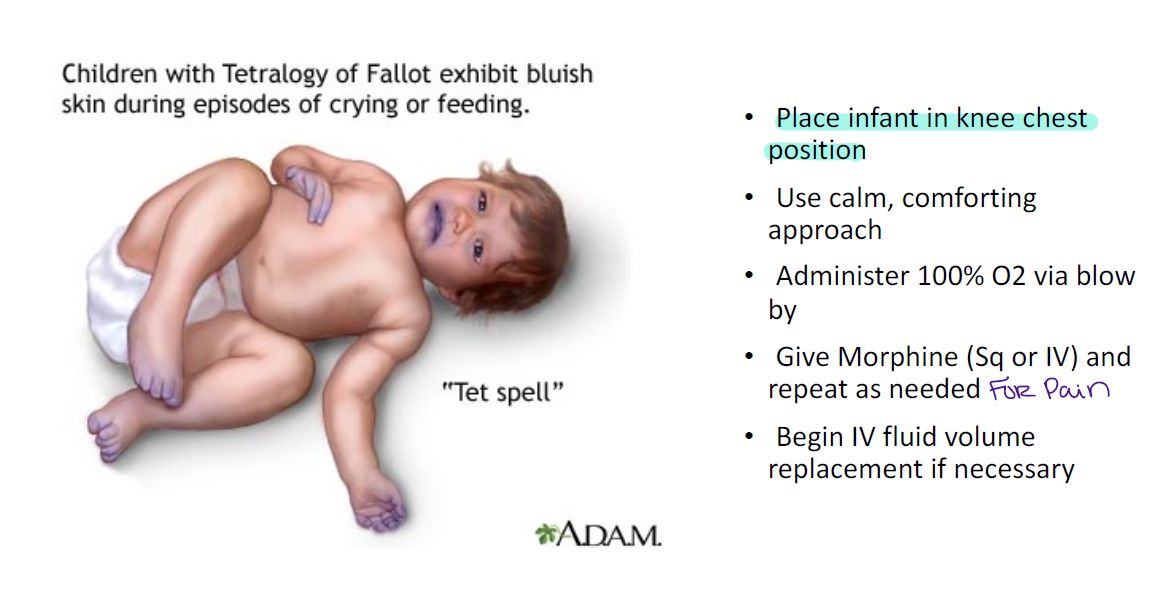 Children with Tetralogy of Fallot exhibit bluish
skin during episodes of crying or feeding.
"Tet spell"
A.D.A.M.
• Place infant in knee chest
position
• Use calm, comforting
approach
• Administer 100% O2 via blow
by
• Give Morphine (Sq or IV) and
repeat as needed For Pain
• Begin IV fluid volume
replacement if necessary